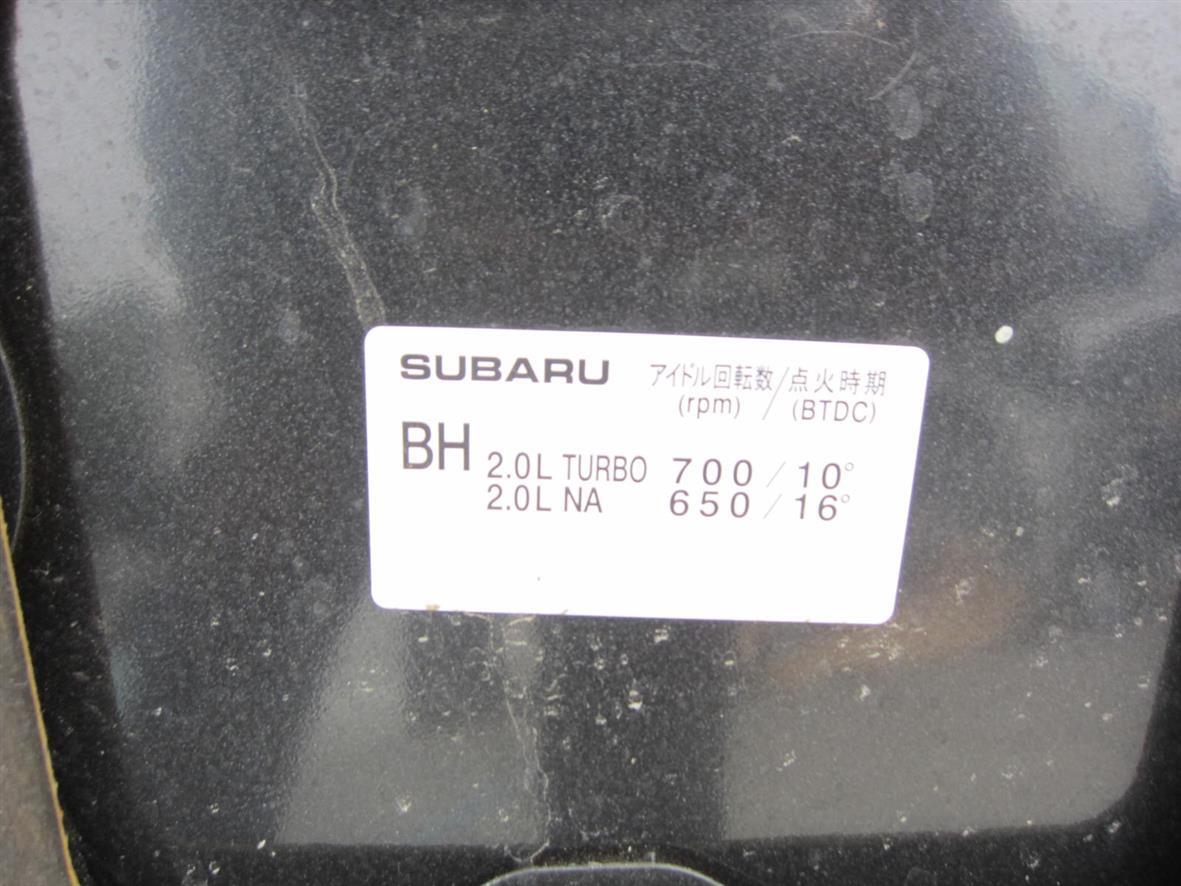 SUBARU アイドル回転数/点火時期
(rpm) / (BTDC)
BH 2.0L TURBO 700/10°
2.0L NA 650/16°